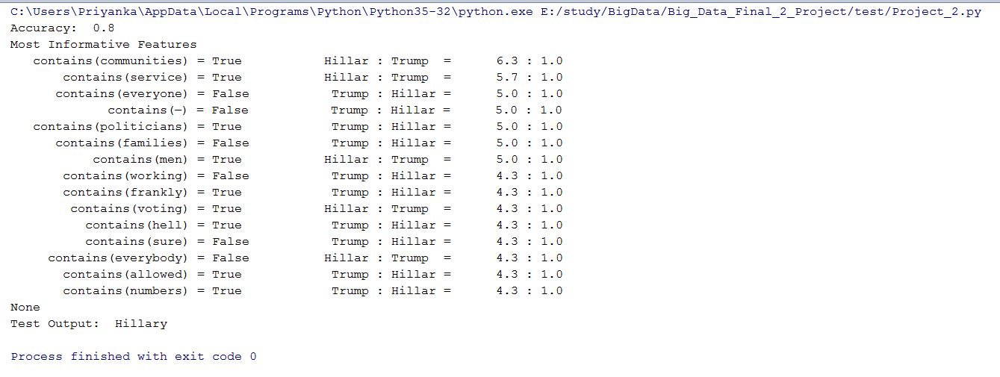 C:\Users\Priyanka\AppData\Local\Programs\Python\Python35-32\python.exe E:/study/BigData/Big_Data_Final_2_Project/test/Project_2.py
Accuracy:  0.8
Most Informative Features
contains(communities) = True           Hillar : Trump  =      6.3 : 1.0
contains(service) = True           Hillar : Trump  =      5.7 : 1.0
contains(everyone) = False           Trump : Hillar =      5.0 : 1.0
contains(—) = False           Trump : Hillar =      5.0 : 1.0
contains(politicians) = True            Trump : Hillar =      5.0 : 1.0
contains(families) = False           Trump : Hillar =      5.0 : 1.0
contains(men) = True           Hillar : Trump  =      5.0 : 1.0
contains(working) = False           Trump : Hillar =      4.3 : 1.0
contains(frankly) = True            Trump : Hillar =      4.3 : 1.0
contains(voting) = True           Hillar : Trump  =      4.3 : 1.0
contains(hell) = True            Trump : Hillar =      4.3 : 1.0
contains(sure) = False           Trump : Hillar =      4.3 : 1.0
contains(everybody) = False          Hillar : Trump  =      4.3 : 1.0
contains(allowed) = True            Trump : Hillar =      4.3 : 1.0
contains(numbers) = True            Trump : Hillar =      4.3 : 1.0
None
Test Output:  Hillary
Process finished with exit code 0